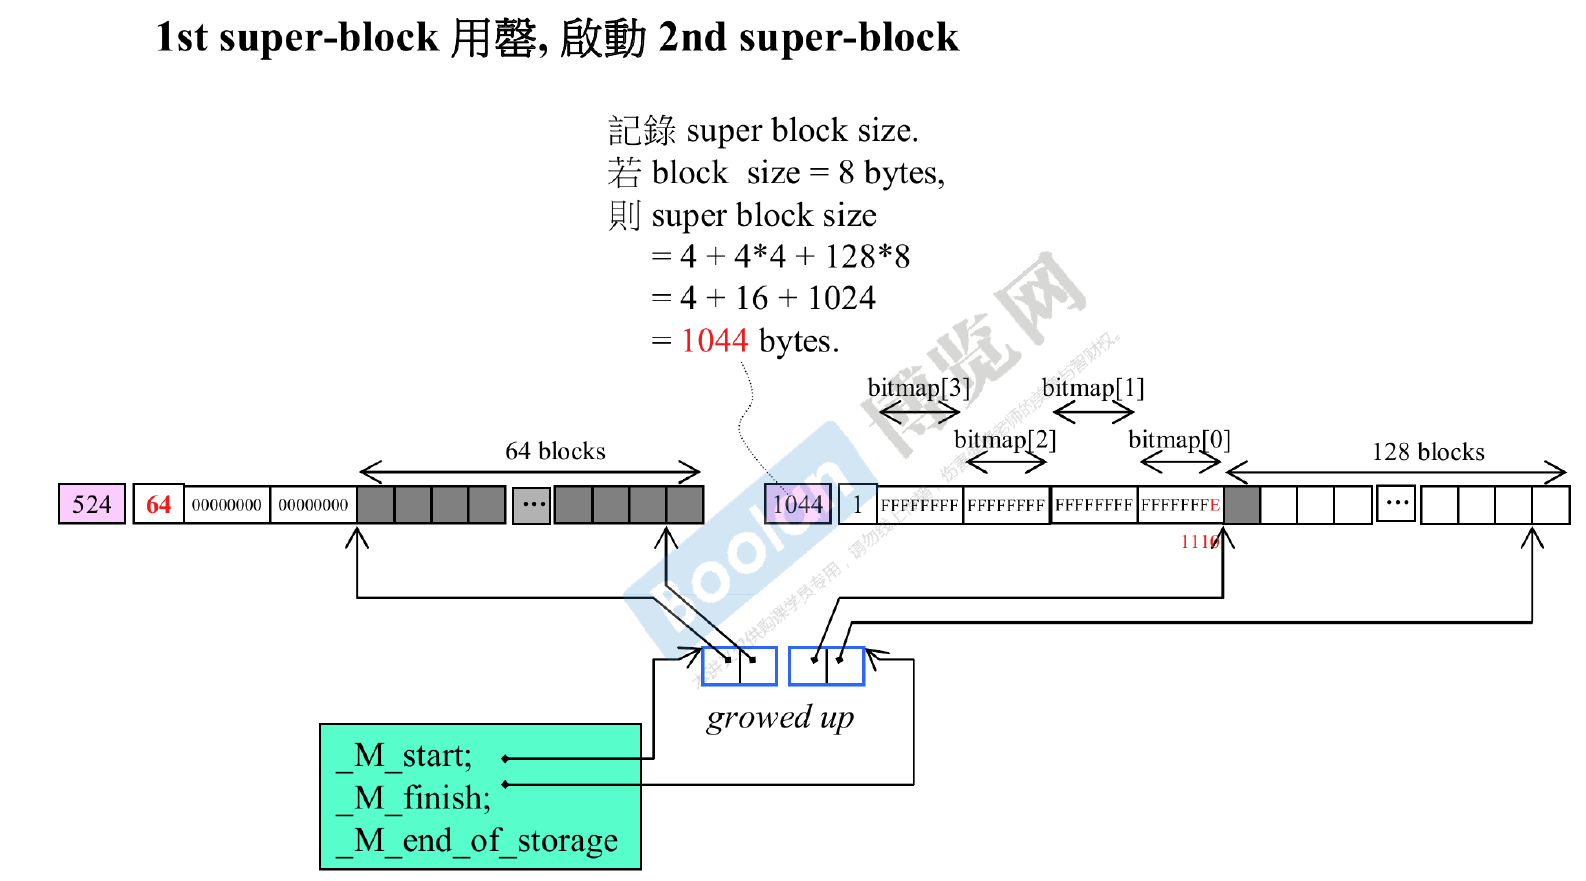 1st super-block 用罄, 啟動 2nd super-block
記錄 super block size.
若 block size = 8 bytes,
則 super block size
= 4 + 4*4 + 128*8
= 4 + 16 + 1024
= 1044 bytes.
bitmap[3] bitmap[1]
64 blocks bitmap[2] bitmap[0] 128 blocks
524 64 00000000 00000000 ... 1044 1 FFFFFFFF FFFFFFFF FFFFFFFF FFFFFFFE ...
1110
growed up
_M_start;
_M_finish;
_M_end_of_storage
Boolan
博览网